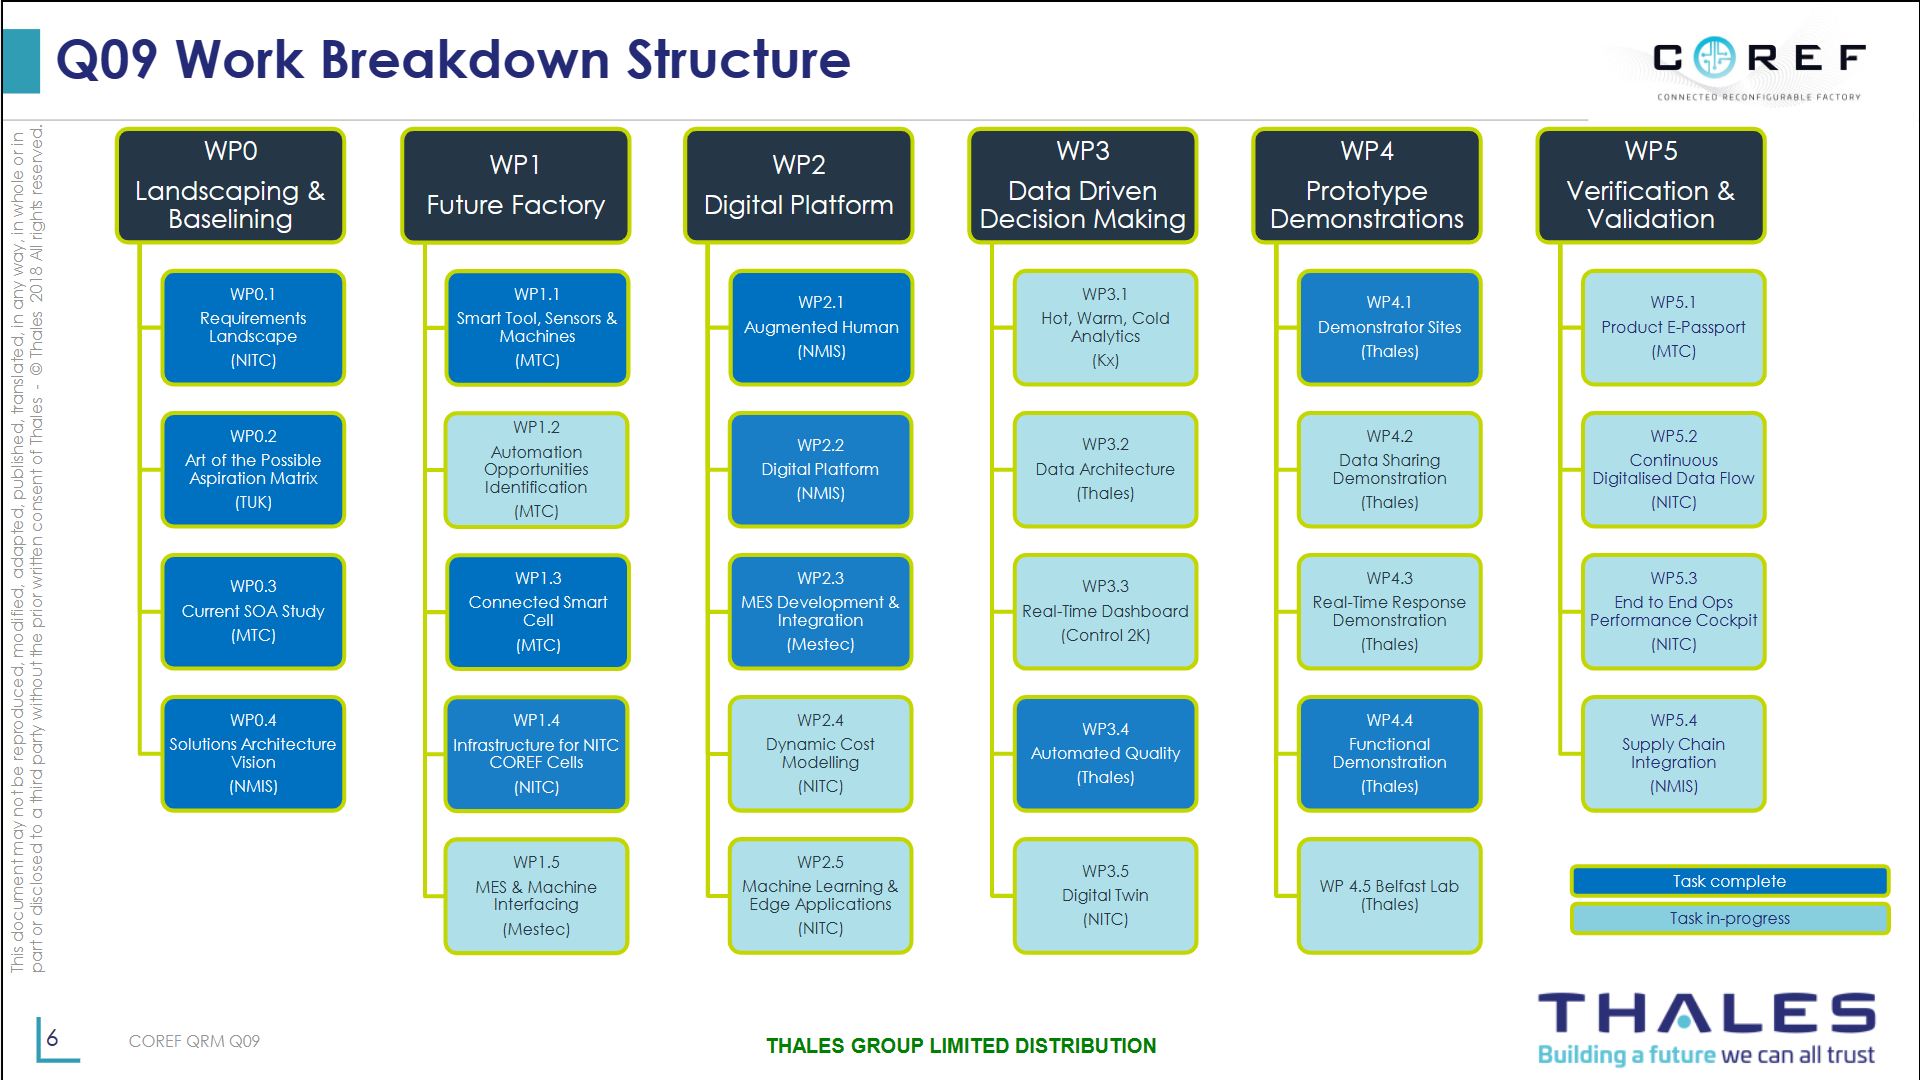 Q09 Work Breakdown Structure
COREF
CONNECTED RECONFIGURABLE FACTORY
This document may not be reproduced, modified, adapted, published, translated, in any way, in whole or in
part or disclosed to a third party without the prior written consent of Thales - © Thales 2018 All rights reserved.
WP0
Landscaping &
Baselining
WP0.1
Requirements
Landscape
(NITC)
WP0.2
Art of the Possible
Aspiration Matrix
(TUK)
WP0.3
Current SOA Study
(MTC)
WP0.4
Solutions Architecture
Vision
(NMIS)
WP1
Future Factory
WP1.1
Smart Tool, Sensors &
Machines
(MTC)
WP1.2
Automation
Opportunities
Identification
(MTC)
WP1.3
Connected Smart
Cell
(MTC)
WP1.4
Infrastructure for NITC
COREF Cells
(NITC)
WP1.5
MES & Machine
Interfacing
(Mestec)
WP2
Digital Platform
WP2.1
Augmented Human
(NMIS)
WP2.2
Digital Platform
(NMIS)
WP2.3
MES Development &
Integration
(Mestec)
WP2.4
Dynamic Cost
Modelling
(NITC)
WP2.5
Machine Learning &
Edge Applications
(NITC)
WP3
Data Driven
Decision Making
WP3.1
Hot, Warm, Cold
Analytics
(Kx)
WP3.2
Data Architecture
(Thales)
WP3.3
Real-Time Dashboard
(Control 2K)
WP3.4
Automated Quality
(Thales)
WP3.5
Digital Twin
(NITC)
WP4
Prototype
Demonstrations
WP4.1
Demonstrator Sites
(Thales)
WP4.2
Data Sharing
Demonstration
(Thales)
WP4.3
Real-Time Response
Demonstration
(Thales)
WP4.4
Functional
Demonstration
(Thales)
WP 4.5 Belfast Lab
(Thales)
WP5
Verification &
Validation
WP5.1
Product E-Passport
(MTC)
WP5.2
Continuous
Digitalised Data Flow
(NITC)
WP5.3
End to End Ops
Performance Cockpit
(NITC)
WP5.4
Supply Chain
Integration
(NMIS)
Task complete
Task in-progress
6
COREF QRM Q09
THALES GROUP LIMITED DISTRIBUTION
THALES
Building a future we can all trust